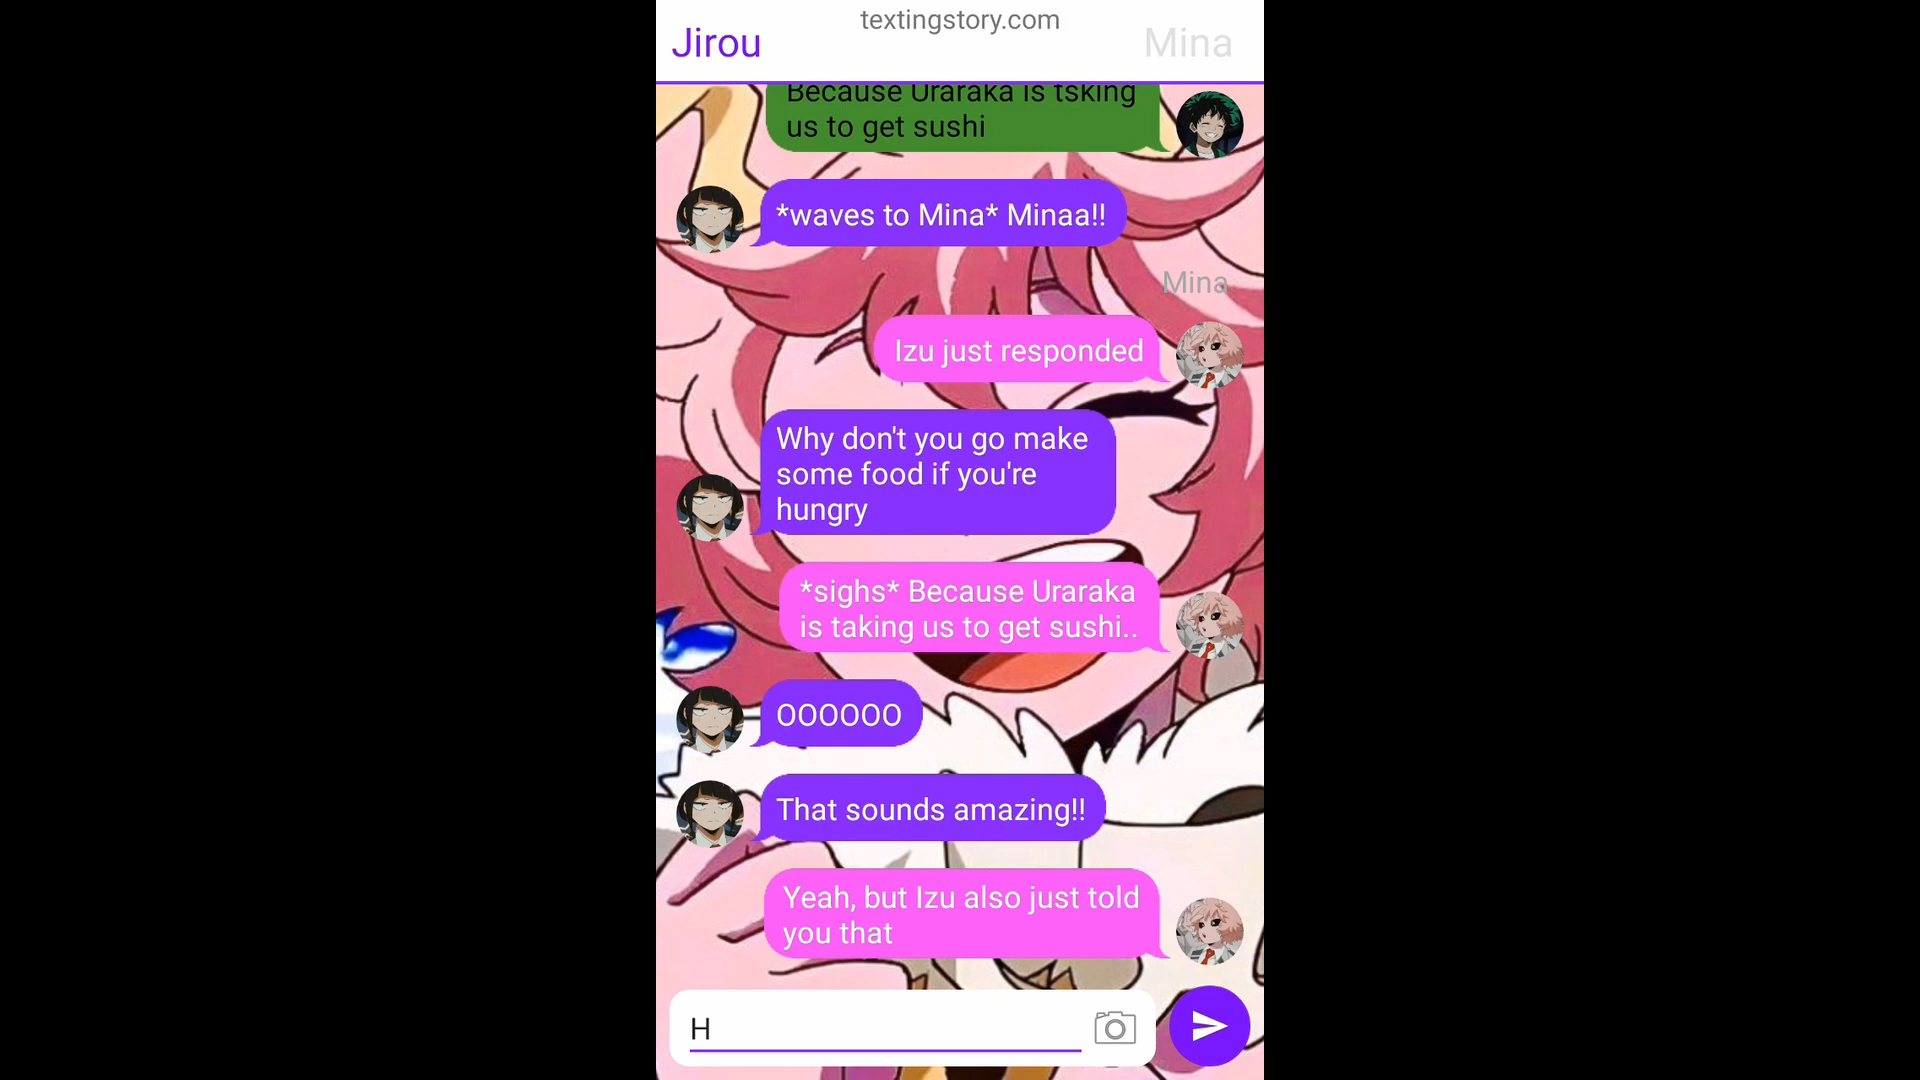 textingstory.com
Jirou
Mina
Because Uraraka is tsking
us to get sushi
*waves to Mina* Minaa!!
Mina
Izu just responded
Why don't you go make
some food if you're
hungry
*sighs* Because Uraraka
is taking us to get sushi..
OOOOOO
That sounds amazing!!
Yeah, but Izu also just told
you that
H